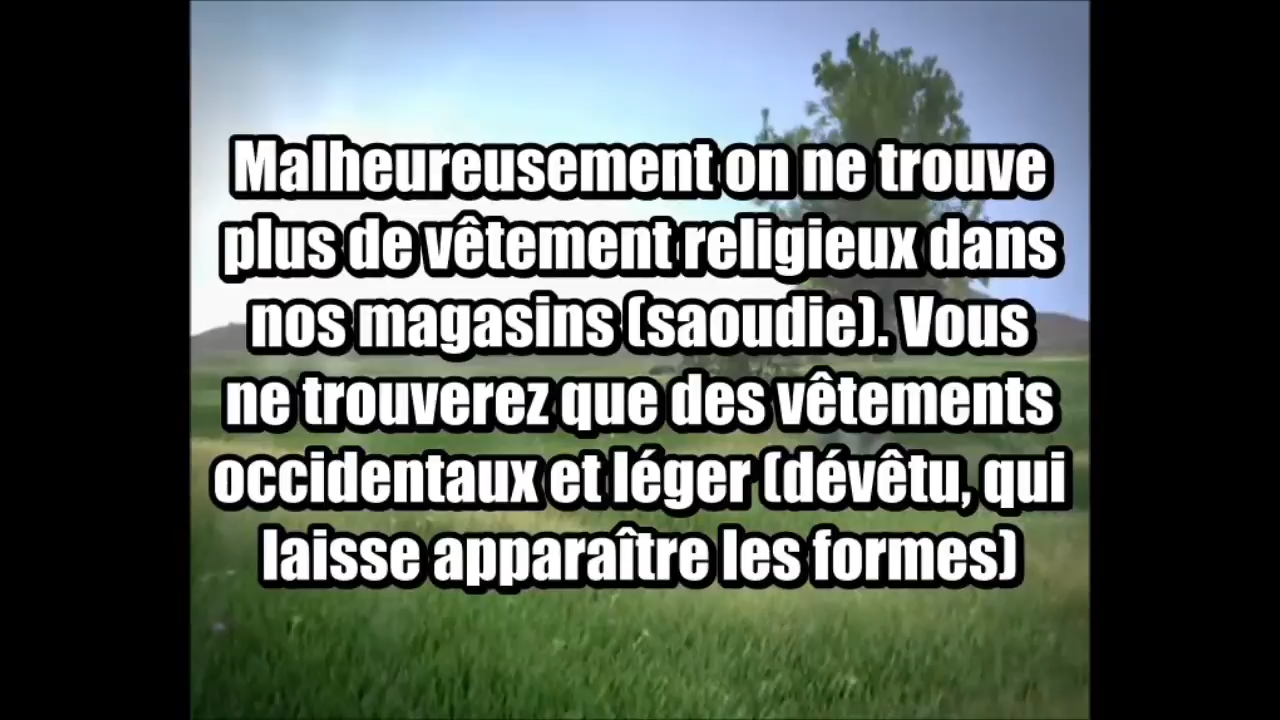 Malheureusement on ne trouve
plus de vêtement religieux dans
nos magasins (saoudie). Vous
ne trouverez que des vêtements
occidentaux et léger (dévêtu, qui
laisse apparaître les formes)